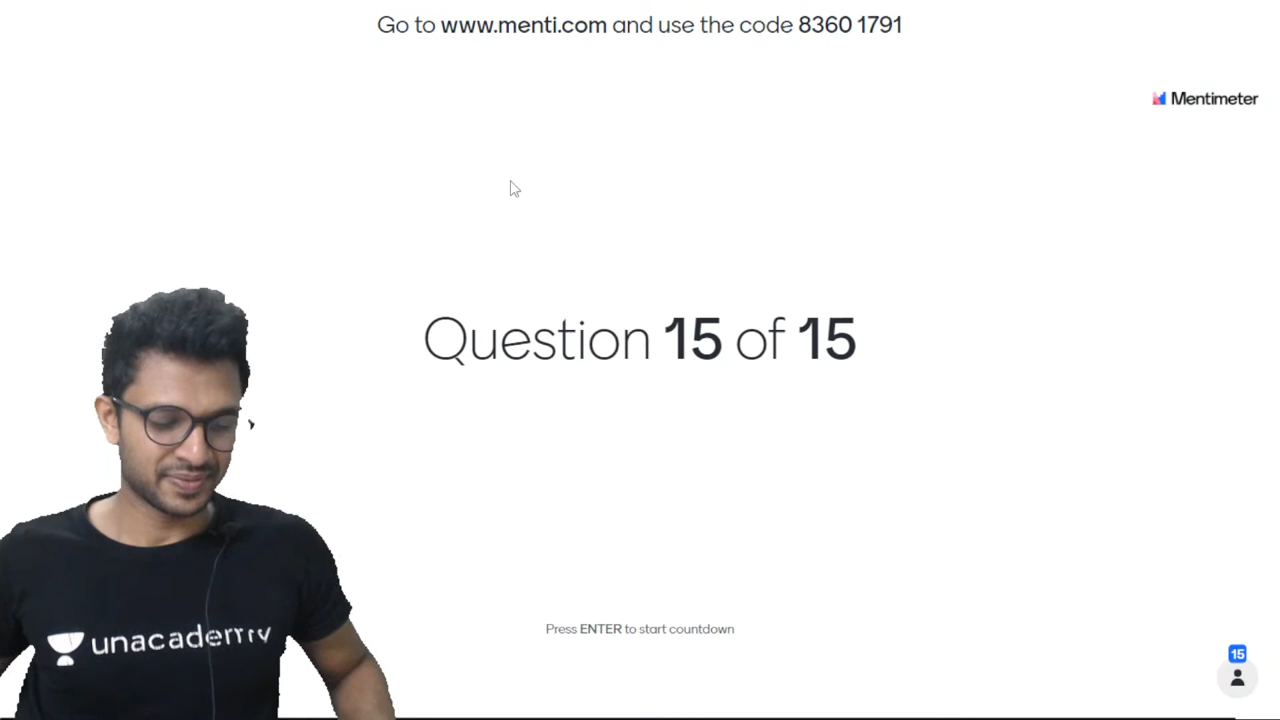 Go to www.menti.com and use the code 8360 1791
Mentimeter
Question 15 of 15
unacademy
Press ENTER to start countdown
15